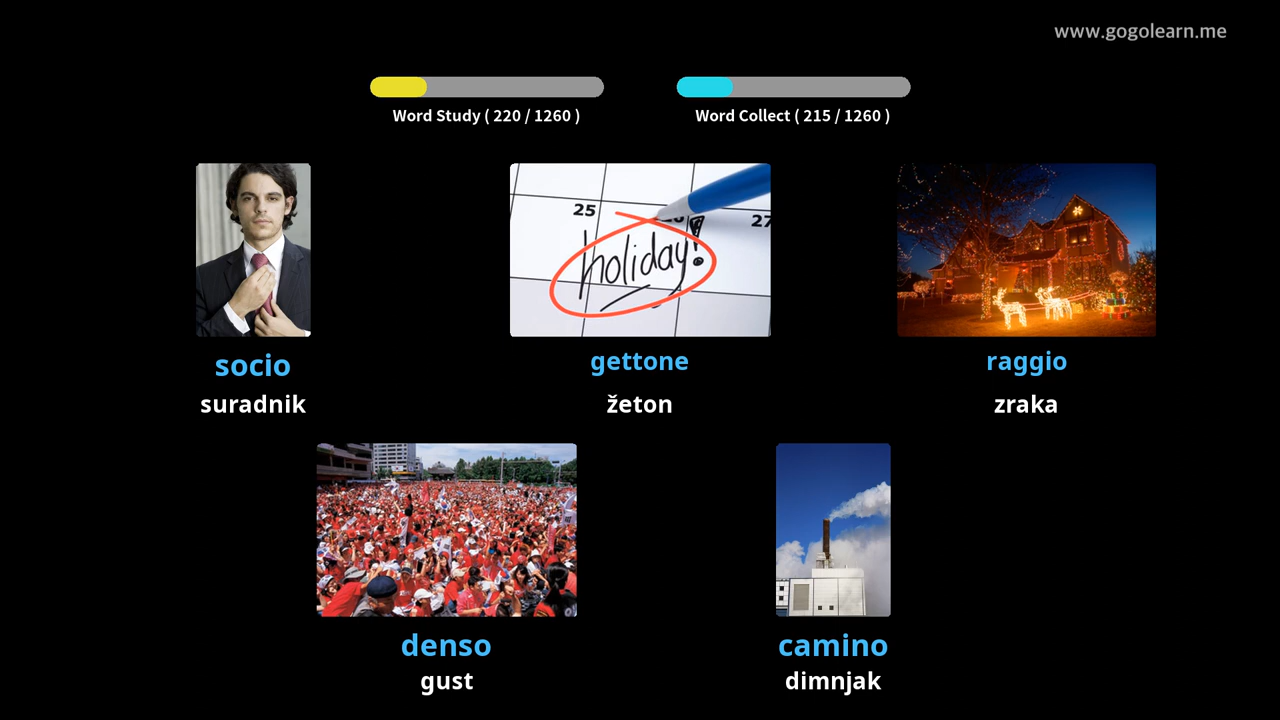 www.gogolearn.me
Word Study ( 220 / 1260 )
Word Collect ( 215 / 1260 )
25
27
holiday!
socio
gettone
raggio
suradnik
žeton
zraka
denso
camino
gust
dimnjak